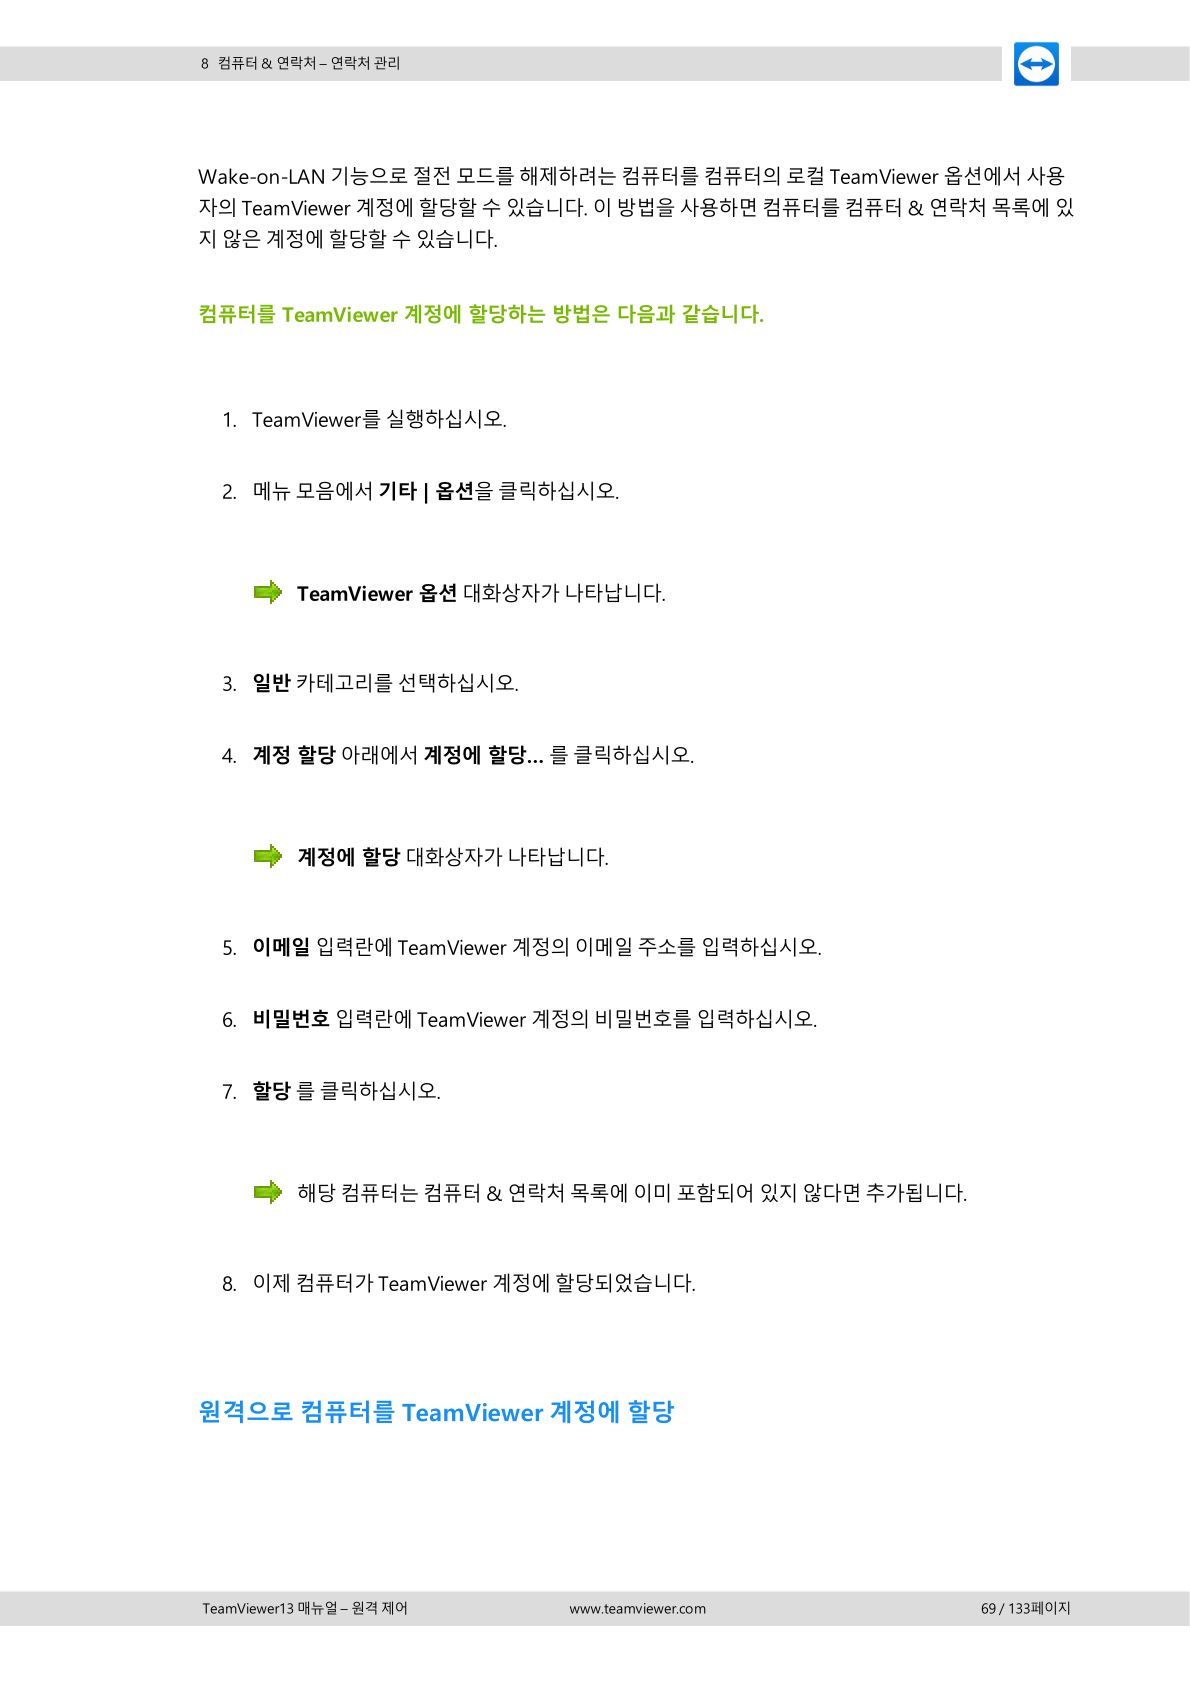 8 컴퓨터 & 연락처 – 연락처 관리
Wake-on-LAN 기능으로 절전 모드를 해제하려는 컴퓨터를 컴퓨터의 로컬 TeamViewer 옵션에서 사용
자의 TeamViewer 계정에 할당할 수 있습니다. 이 방법을 사용하면 컴퓨터를 컴퓨터 & 연락처 목록에 있
지 않은 계정에 할당할 수 있습니다.
컴퓨터를 TeamViewer 계정에 할당하는 방법은 다음과 같습니다.
1. TeamViewer를 실행하십시오.
2. 메뉴 모음에서 기타 | 옵션을 클릭하십시오.
TeamViewer 옵션 대화상자가 나타납니다.
3. 일반 카테고리를 선택하십시오.
4. 계정 할당 아래에서 계정에 할당... 를 클릭하십시오.
계정에 할당 대화상자가 나타납니다.
5. 이메일 입력란에 TeamViewer 계정의 이메일 주소를 입력하십시오.
6. 비밀번호 입력란에 TeamViewer 계정의 비밀번호를 입력하십시오.
7. 할당 를 클릭하십시오.
해당 컴퓨터는 컴퓨터 & 연락처 목록에 이미 포함되어 있지 않다면 추가됩니다.
8. 이제 컴퓨터가 TeamViewer 계정에 할당되었습니다.
원격으로 컴퓨터를 TeamViewer 계정에 할당
TeamViewer13 매뉴얼 – 원격 제어 www.teamviewer.com 69 / 133페이지